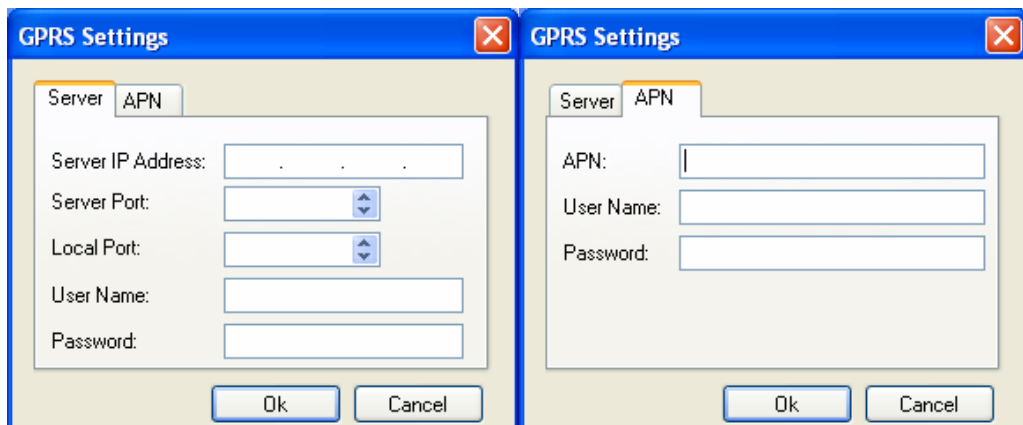 GPRS Settings
Server APN
Server IP Address: . . .
Server Port:
Local Port:
User Name:
Password:
Ok Cancel
GPRS Settings
Server APN
APN:
User Name:
Password:
Ok Cancel